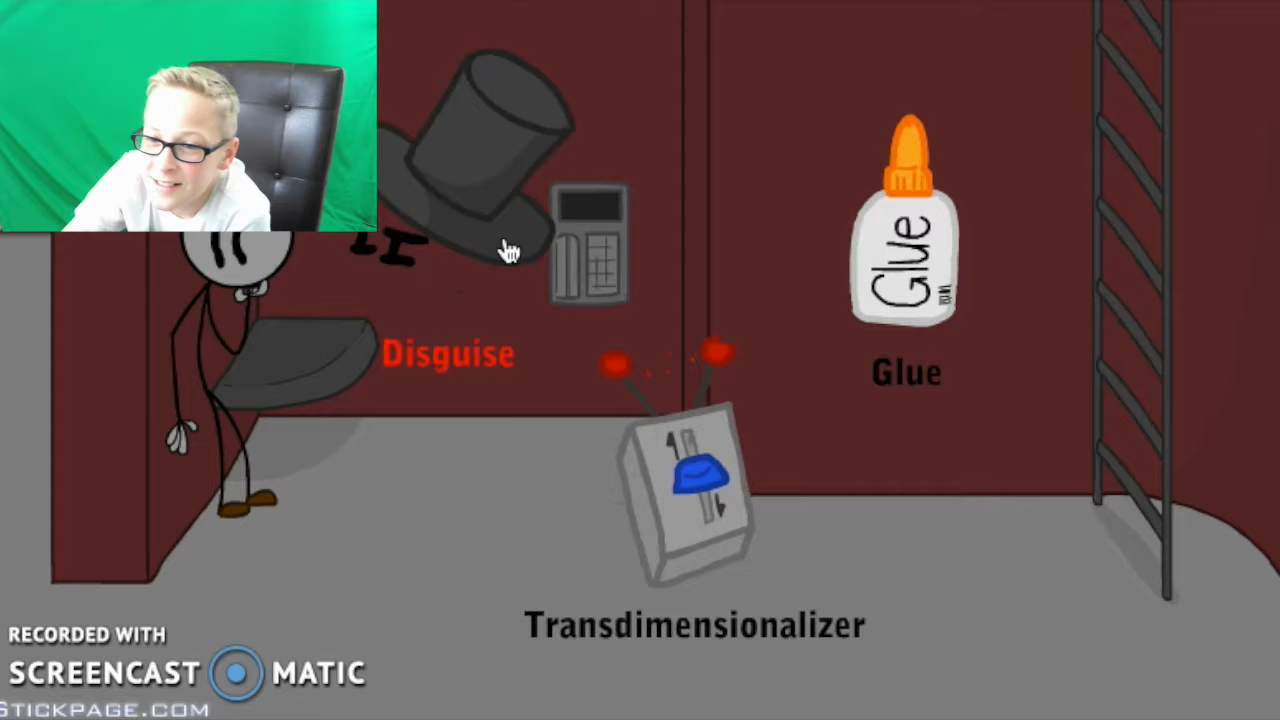 Disguise
Glue
Glue
Transdimensionalizer
RECORDED WITH
SCREENCAST MATIC
STICKPAGE.COM